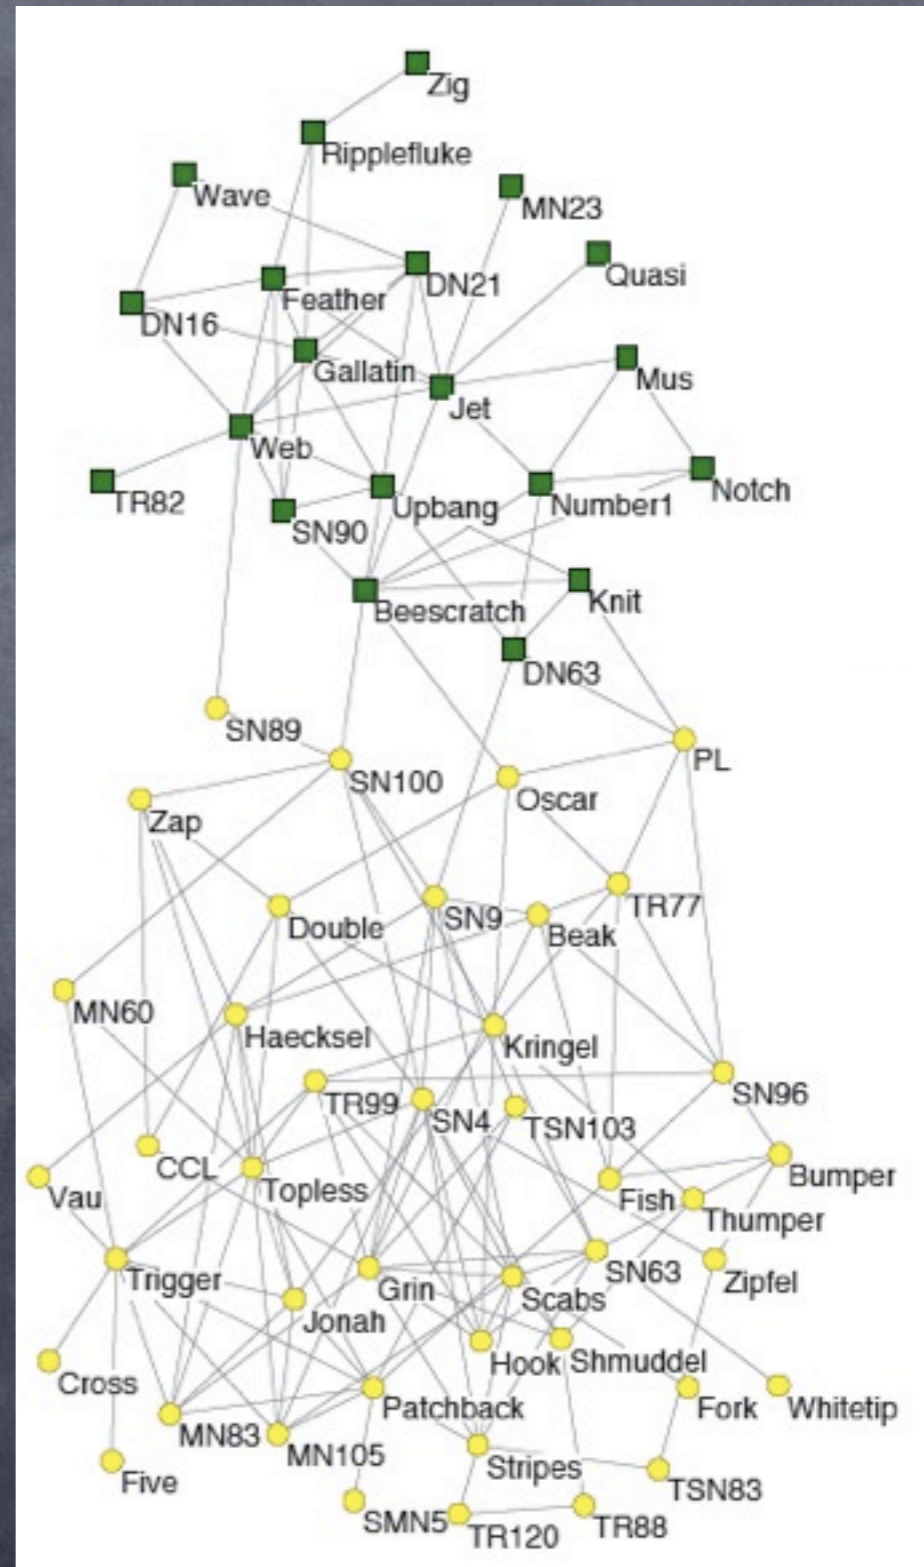 Zig
Ripplefluke
Wave
MN23
Quasi
DN21
Feather
DN16
Gallatin
Mus
Jet
Web
TR82
Notch
Upbang
Number1
SN90
Knit
Beescratch
DN63
SN89
PL
SN100
Oscar
Zap
TR77
SN9
Double
Beak
MN60
Haecksel
Kringel
SN96
TR99
SN4
TSN103
CCL
Bumper
Topless
Vau
Fish
Thumper
Trigger
SN63
Zipfel
Grin
Scabs
Jonah
Hook
Shmuddel
Cross
Patchback
Fork
Whitetip
MN83
MN105
Stripes
Five
TSN83
SMN5
TR120
TR88